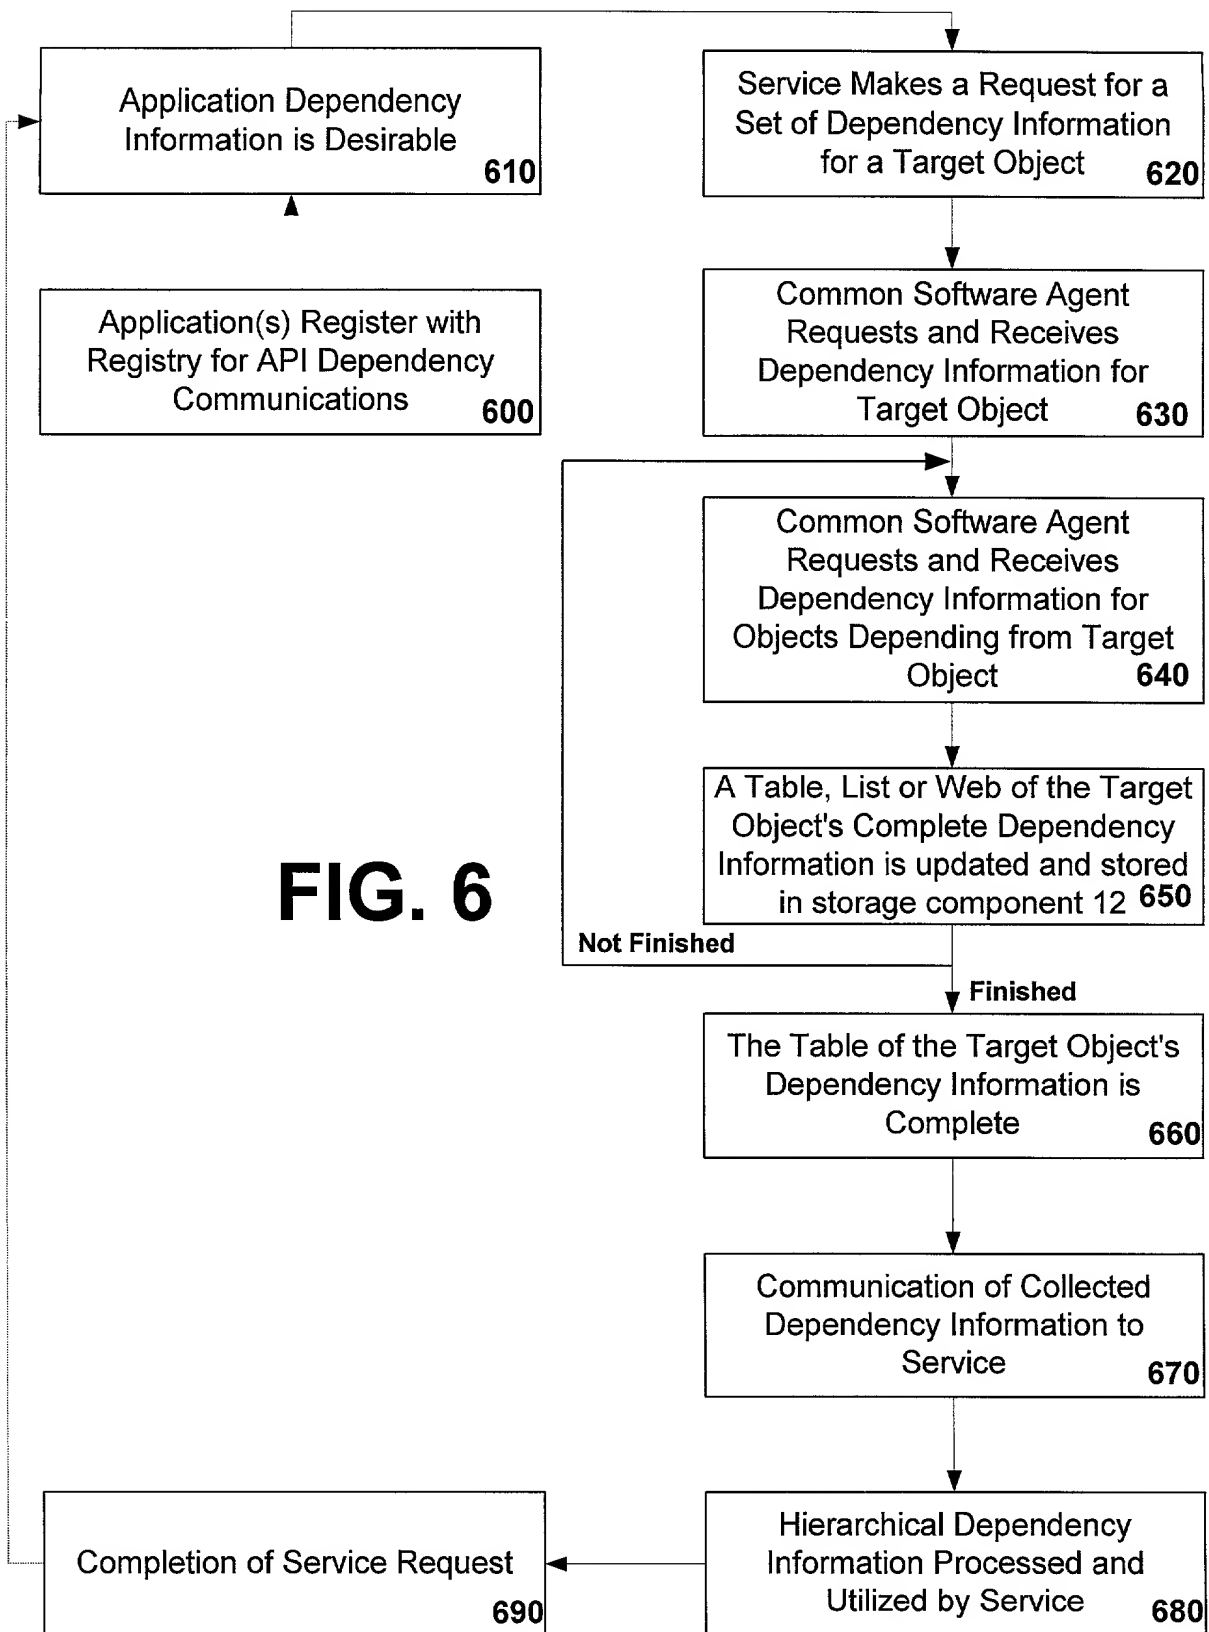 Application Dependency
Information is Desirable
610
Service Makes a Request for a
Set of Dependency Information
for a Target Object 620
Application(s) Register with
Registry for API Dependency
Communications 600
Common Software Agent
Requests and Receives
Dependency Information for
Target Object 630
Common Software Agent
Requests and Receives
Dependency Information for
Objects Depending from Target
Object 640
A Table, List or Web of the Target
Object's Complete Dependency
Information is updated and stored
in storage component 12 650
FIG. 6
Not Finished
Finished
The Table of the Target Object's
Dependency Information is
Complete 660
Communication of Collected
Dependency Information to
Service 670
Hierarchical Dependency
Information Processed and
Utilized by Service 680
Completion of Service Request
690